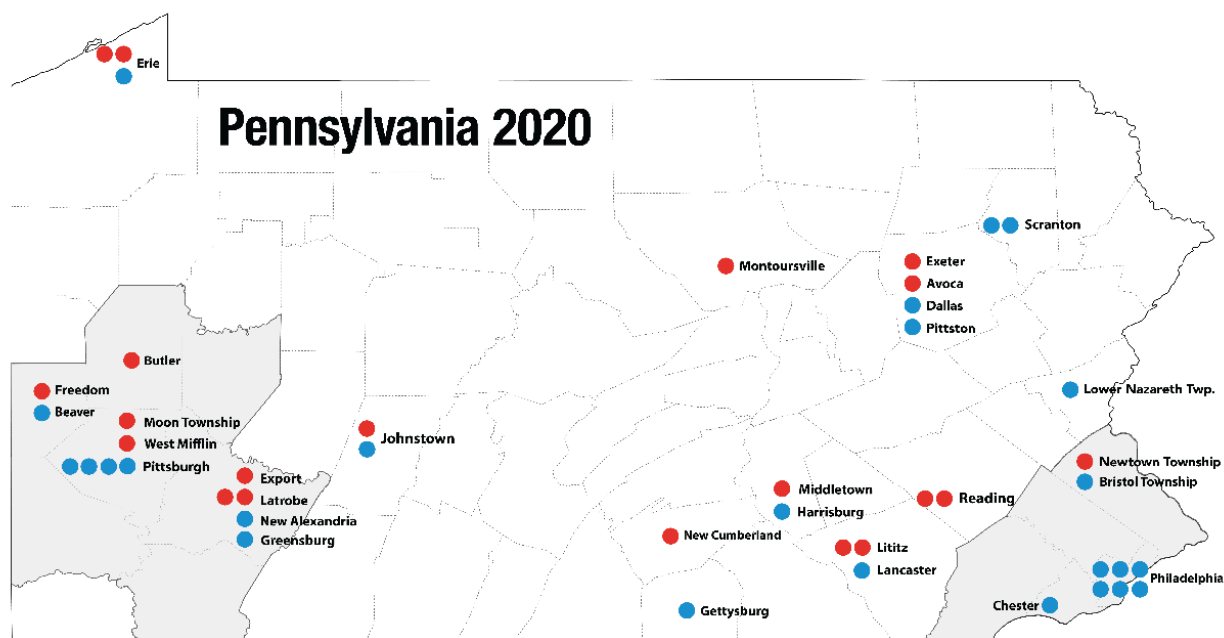 Erie
Pennsylvania 2020
Scranton
Exeter
Montoursville
Avoca
Dallas
Pittston
Butler
Freedom
Beaver
Lower Nazareth Twp.
Moon Township
West Mifflin
Johnstown
Pittsburgh
Newtown Township
Bristol Township
Export
Latrobe
New Alexandria
Greensburg
Middletown
Harrisburg
Reading
New Cumberland
Lititz
Lancaster
Philadelphia
Gettysburg
Chester